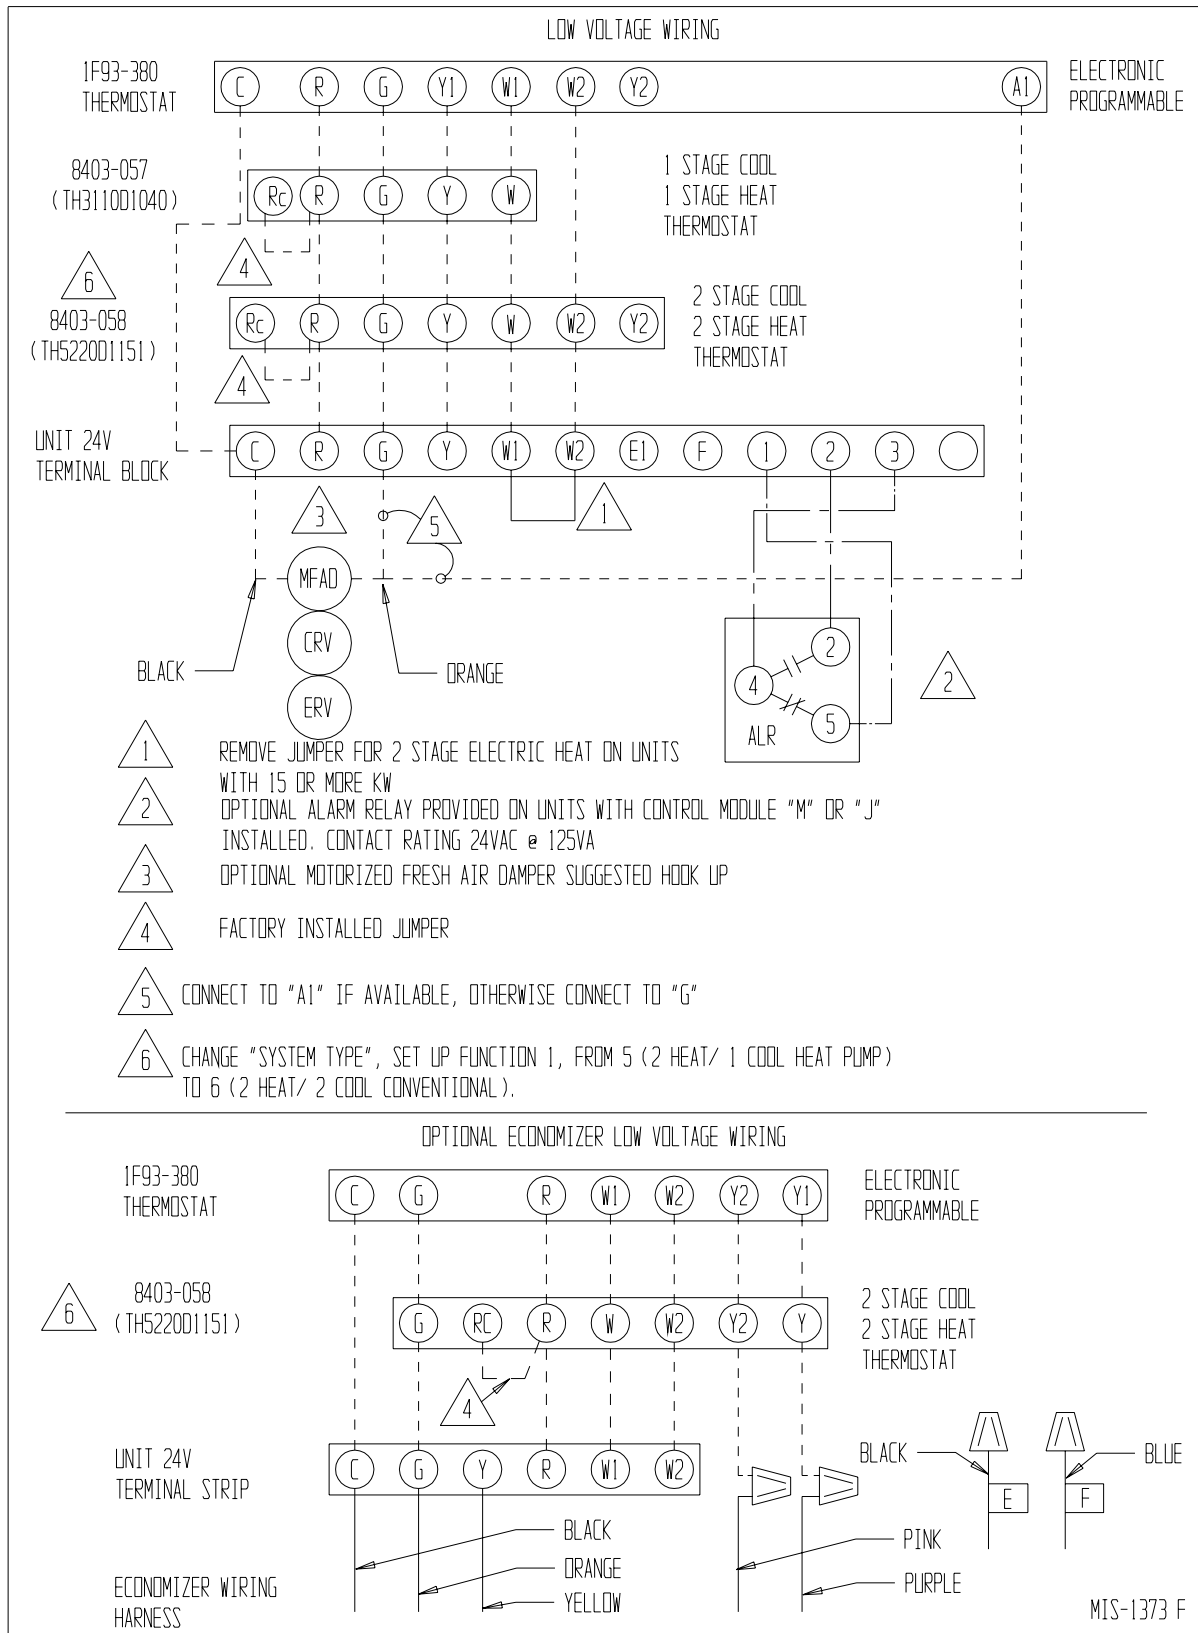 LOW VOLTAGE WIRING
1F93-380
THERMOSTAT
C R G Y1 W1 W2 Y2 A1
ELECTRONIC
PROGRAMMABLE
8403-057
(TH3110D1040)
Rc R G Y W
1 STAGE COOL
1 STAGE HEAT
THERMOSTAT
4
6
8403-058
(TH5220D1151)
Rc R G Y W W2 Y2
2 STAGE COOL
2 STAGE HEAT
THERMOSTAT
4
UNIT 24V
TERMINAL BLOCK
C R G Y W1 W2 E1 F 1 2 3
3
5
1
MFAD
CRV
ERV
BLACK
ORANGE
2
4
5
ALR
2
1 REMOVE JUMPER FOR 2 STAGE ELECTRIC HEAT ON UNITS
WITH 15 OR MORE KW
2 OPTIONAL ALARM RELAY PROVIDED ON UNITS WITH CONTROL MODULE "M" OR "J"
INSTALLED. CONTACT RATING 24VAC @ 125VA
3 OPTIONAL MOTORIZED FRESH AIR DAMPER SUGGESTED HOOK UP
4 FACTORY INSTALLED JUMPER
5 CONNECT TO "A1" IF AVAILABLE, OTHERWISE CONNECT TO "G"
6 CHANGE "SYSTEM TYPE", SET UP FUNCTION 1, FROM 5 (2 HEAT/ 1 COOL HEAT PUMP)
TO 6 (2 HEAT/ 2 COOL CONVENTIONAL).
OPTIONAL ECONOMIZER LOW VOLTAGE WIRING
1F93-380
THERMOSTAT
C G R W1 W2 Y2 Y1
ELECTRONIC
PROGRAMMABLE
6
8403-058
(TH5220D1151)
G RC R W W2 Y2 Y
2 STAGE COOL
2 STAGE HEAT
THERMOSTAT
4
UNIT 24V
TERMINAL STRIP
C G Y R W1 W2
BLACK
E
F
BLUE
BLACK
ORANGE
YELLOW
PINK
PURPLE
ECONOMIZER WIRING
HARNESS
MIS-1373 F